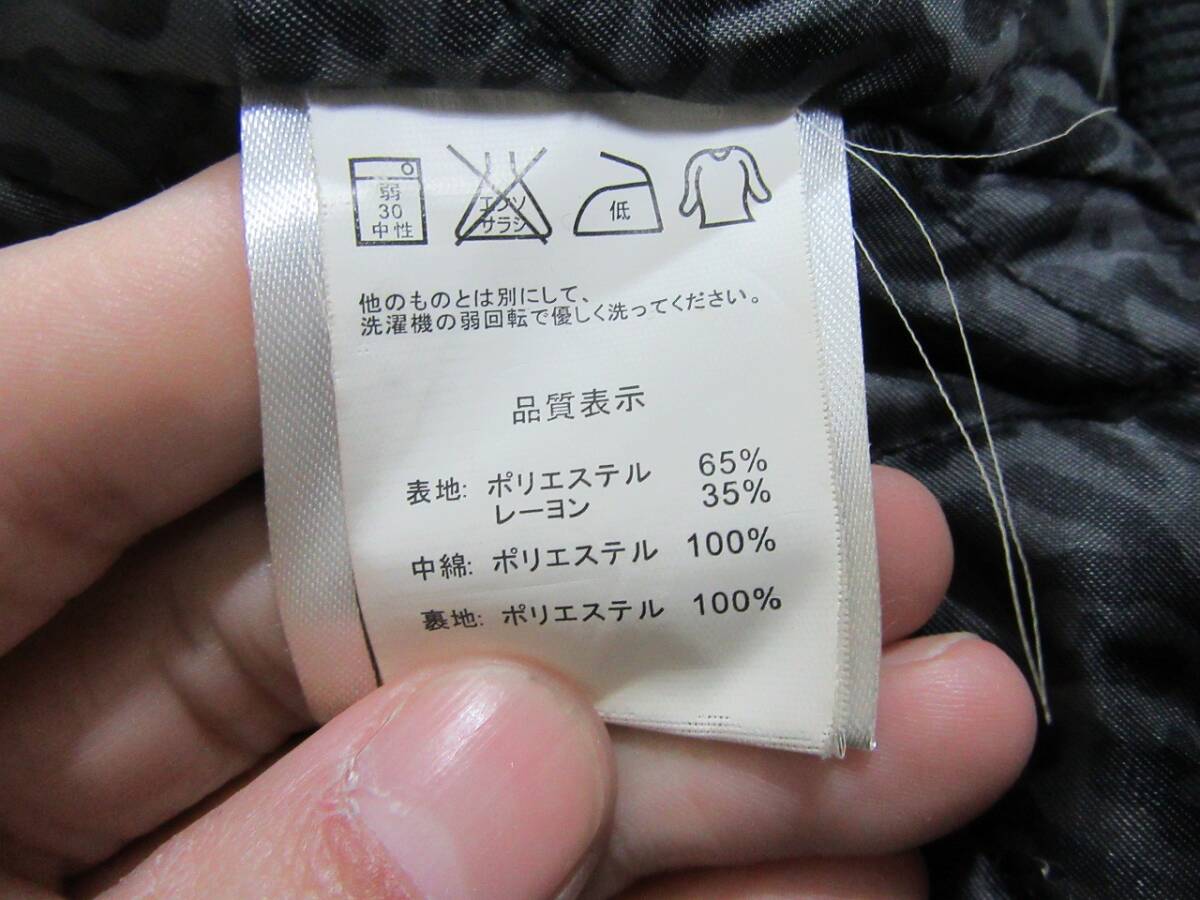 弱
30
中性
エンソ
サラシ
低
他のものとは別にして、
洗濯機の弱回転で優しく洗ってください。
品質表示
表地: ポリエステル 65%
レーヨン 35%
中綿: ポリエステル 100%
裏地: ポリエステル 100%